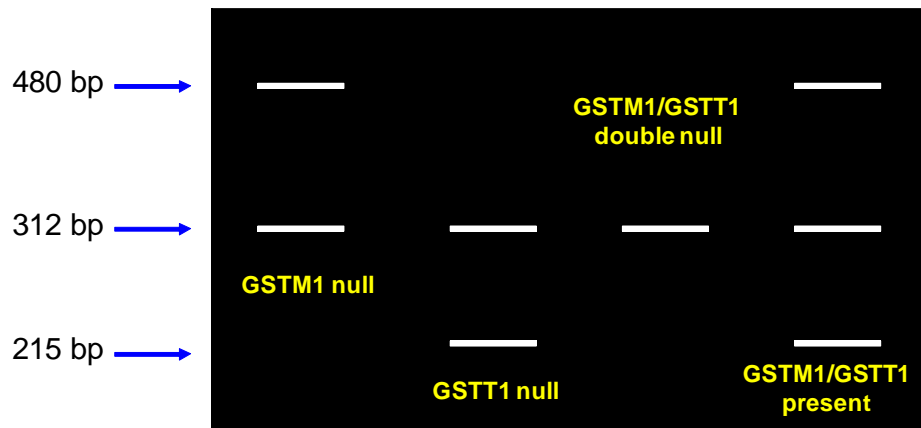 480 bp
GSTM1/GSTT1
double null
312 bp
GSTM1 null
215 bp
GSTT1 null
GSTM1/GSTT1
present